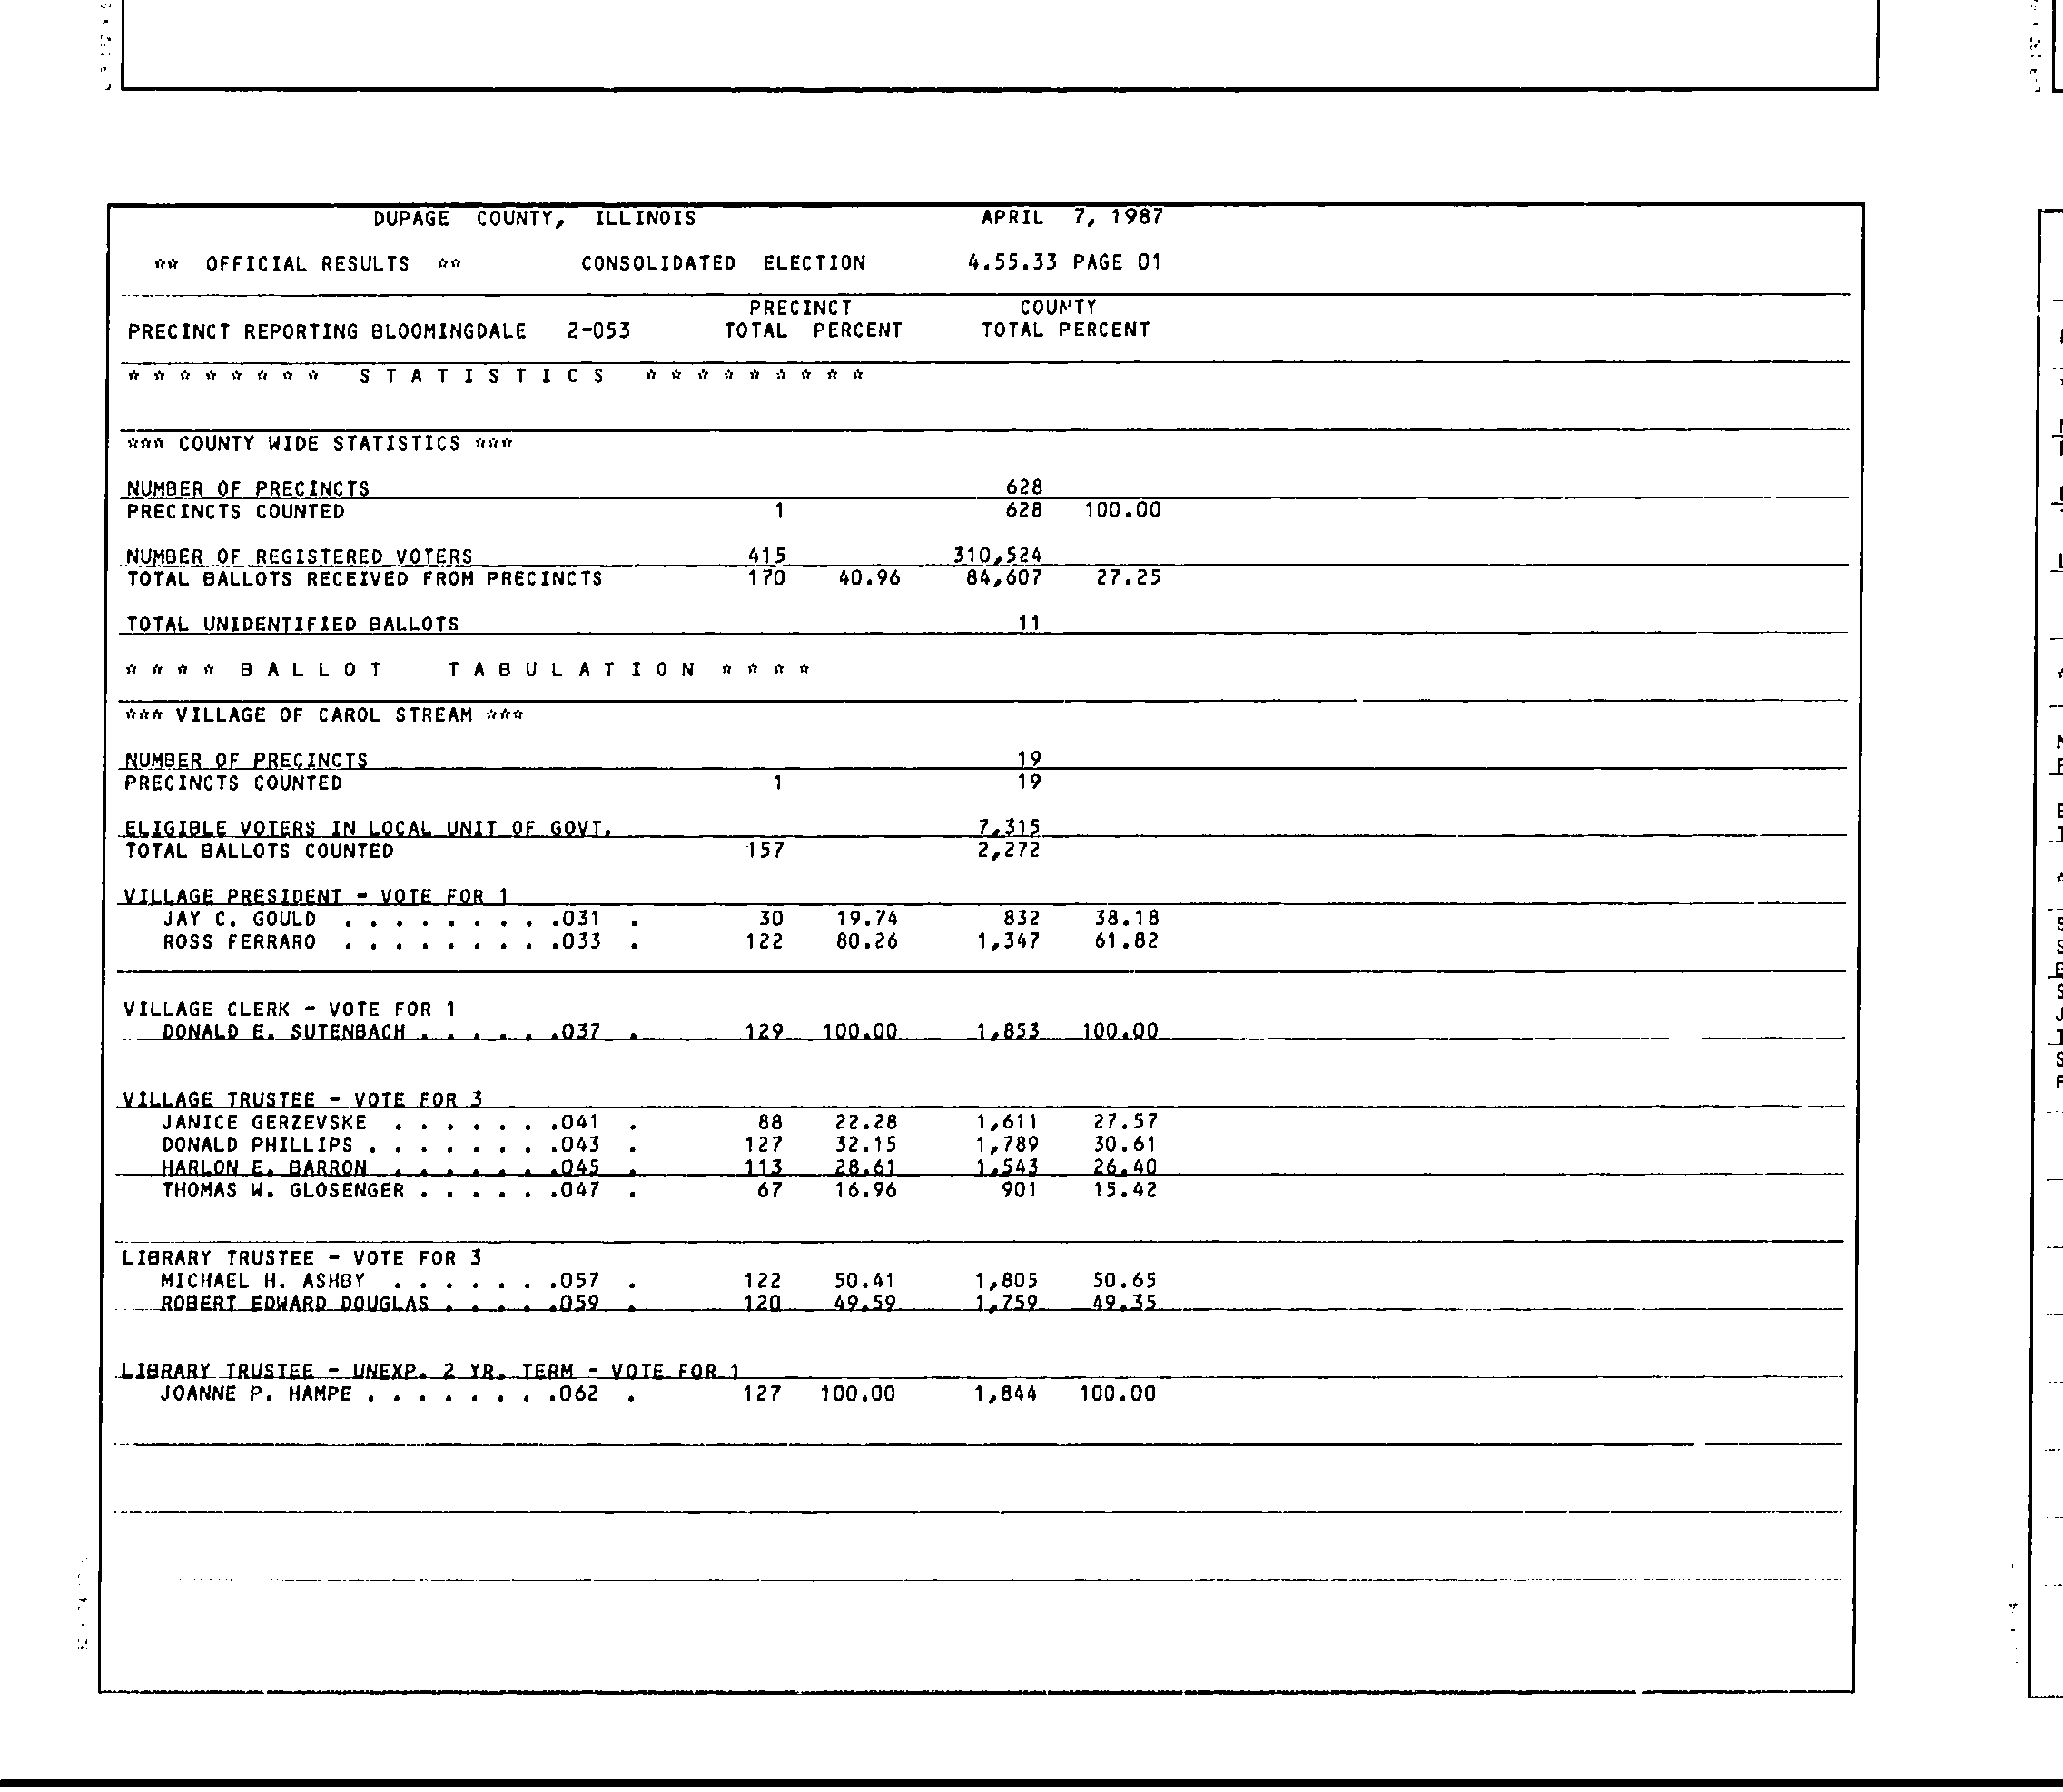 DUPAGE COUNTY, ILLINOIS APRIL 7, 1987
** OFFICIAL RESULTS ** CONSOLIDATED ELECTION 4.55.33 PAGE 01
PRECINCT COUNTY
PRECINCT REPORTING BLOOMINGDALE 2-053 TOTAL PERCENT TOTAL PERCENT
* * * * * * * * S T A T I S T I C S * * * * * * * * *
*** COUNTY WIDE STATISTICS ***
NUMBER OF PRECINCTS 628
PRECINCTS COUNTED 1 628 100.00
NUMBER OF REGISTERED VOTERS 415 310,524
TOTAL BALLOTS RECEIVED FROM PRECINCTS 170 40.96 84,607 27.25
TOTAL UNIDENTIFIED BALLOTS 11
* * * * B A L L O T T A B U L A T I O N * * * *
*** VILLAGE OF CAROL STREAM ***
NUMBER OF PRECINCTS 19
PRECINCTS COUNTED 1 19
ELIGIBLE VOTERS IN LOCAL UNIT OF GOVT. 7,315
TOTAL BALLOTS COUNTED 157 2,272
VILLAGE PRESIDENT - VOTE FOR 1
JAY C. GOULD . . . . . . . . .031 . 30 19.74 832 38.18
ROSS FERRARO . . . . . . . . .033 . 122 80.26 1,347 61.82
VILLAGE CLERK - VOTE FOR 1
DONALD E. SUTENBACH . . . . . .037 . 129 100.00 1,853 100.00
VILLAGE TRUSTEE - VOTE FOR 3
JANICE GERZEVSKE . . . . . . .041 . 88 22.28 1,611 27.57
DONALD PHILLIPS . . . . . . . .043 . 127 32.15 1,789 30.61
HARLON E. BARRON . . . . . . .045 . 113 28.61 1,543 26.40
THOMAS W. GLOSENGER . . . . . .047 . 67 16.96 901 15.42
LIBRARY TRUSTEE - VOTE FOR 3
MICHAEL H. ASHBY . . . . . . .057 . 122 50.41 1,805 50.65
ROBERT EDWARD DOUGLAS . . . . .059 . 120 49.59 1,759 49.35
LIBRARY TRUSTEE - UNEXP. 2 YR. TERM - VOTE FOR 1
JOANNE P. HAMPE . . . . . . . .062 . 127 100.00 1,844 100.00